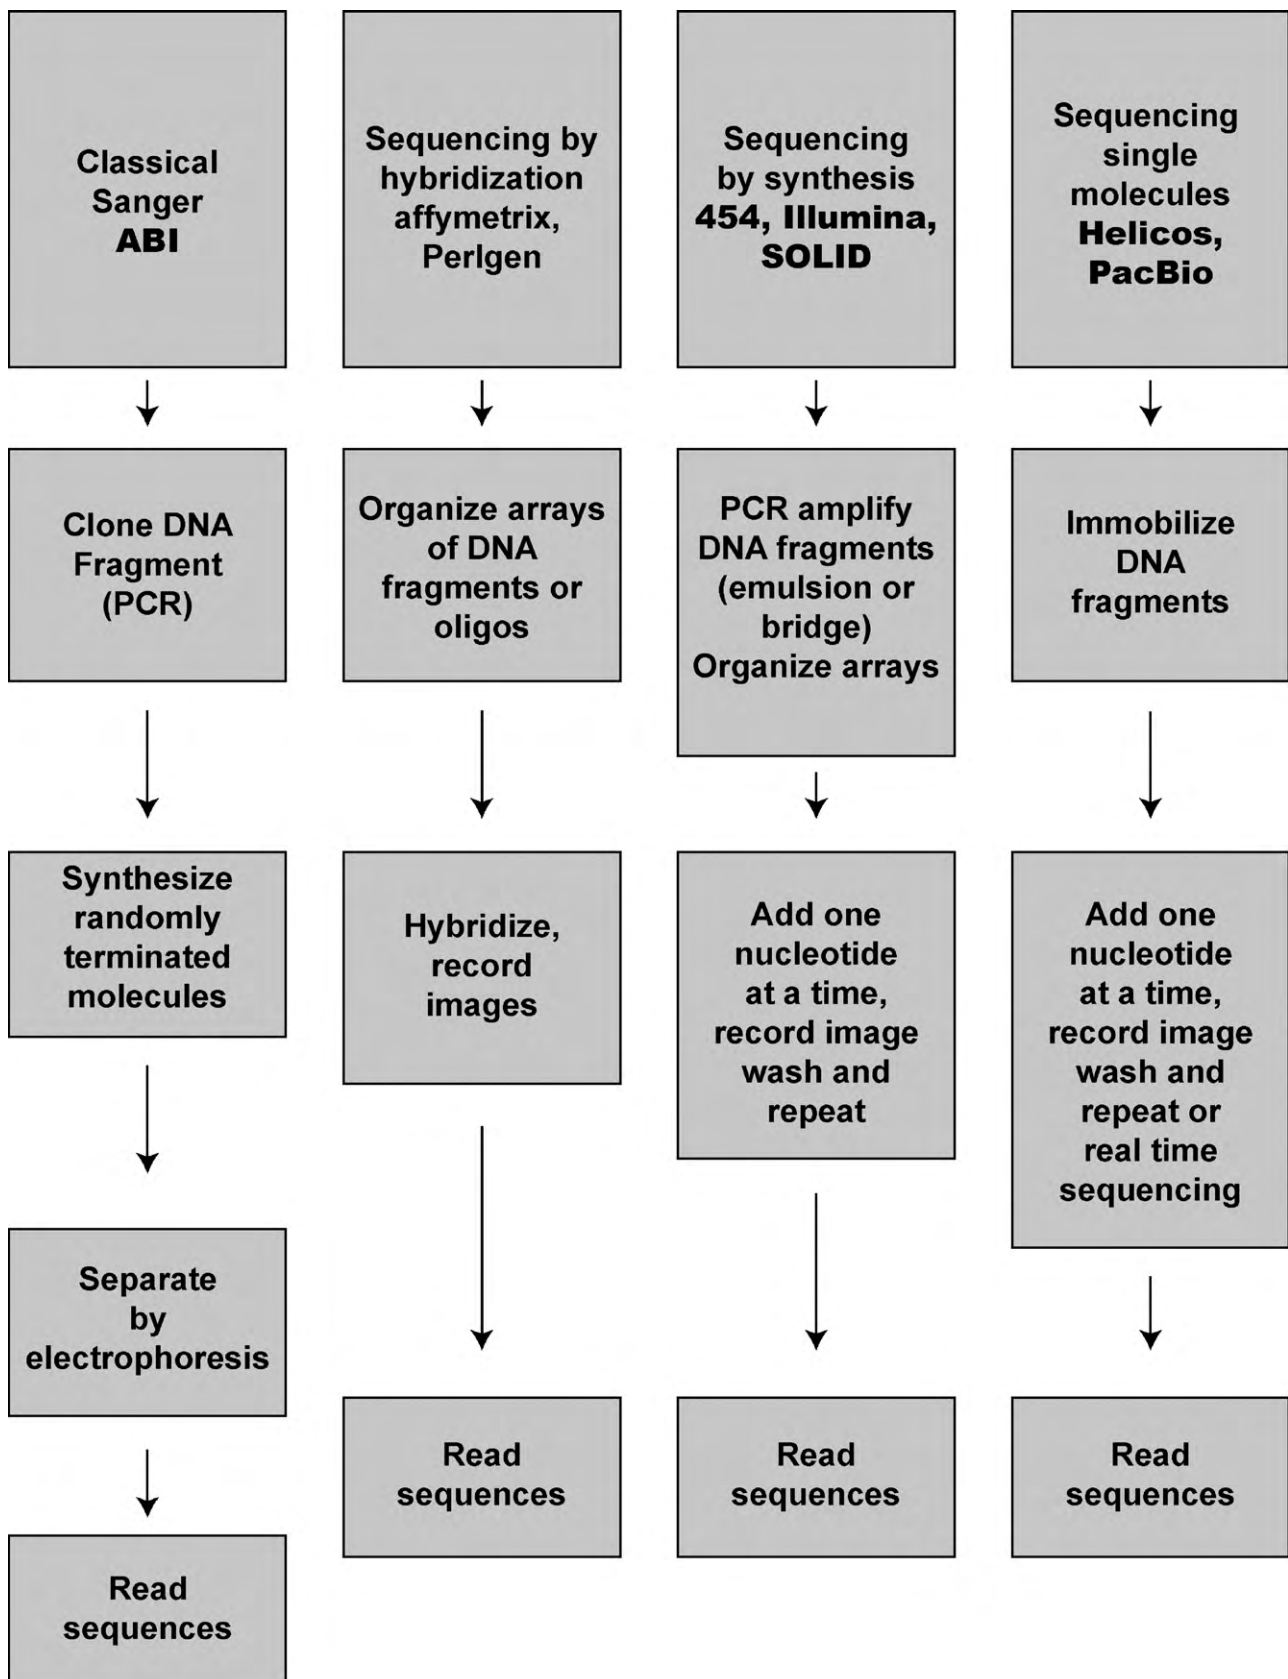 Classical
Sanger
ABI
Clone DNA
Fragment
(PCR)
Synthesize
randomly
terminated
molecules
Separate
by
electrophoresis
Read
sequences
Sequencing by
hybridization
affymetrix,
Perlgen
Organize arrays
of DNA
fragments or
oligos
Hybridize,
record
images
Read
sequences
Sequencing
by synthesis
454, Illumina,
SOLID
PCR amplify
DNA fragments
(emulsion or
bridge)
Organize arrays
Add one
nucleotide
at a time,
record image
wash and
repeat
Read
sequences
Sequencing
single
molecules
Helicos,
PacBio
Immobilize
DNA
fragments
Add one
nucleotide
at a time,
record image
wash and
repeat or
real time
sequencing
Read
sequences